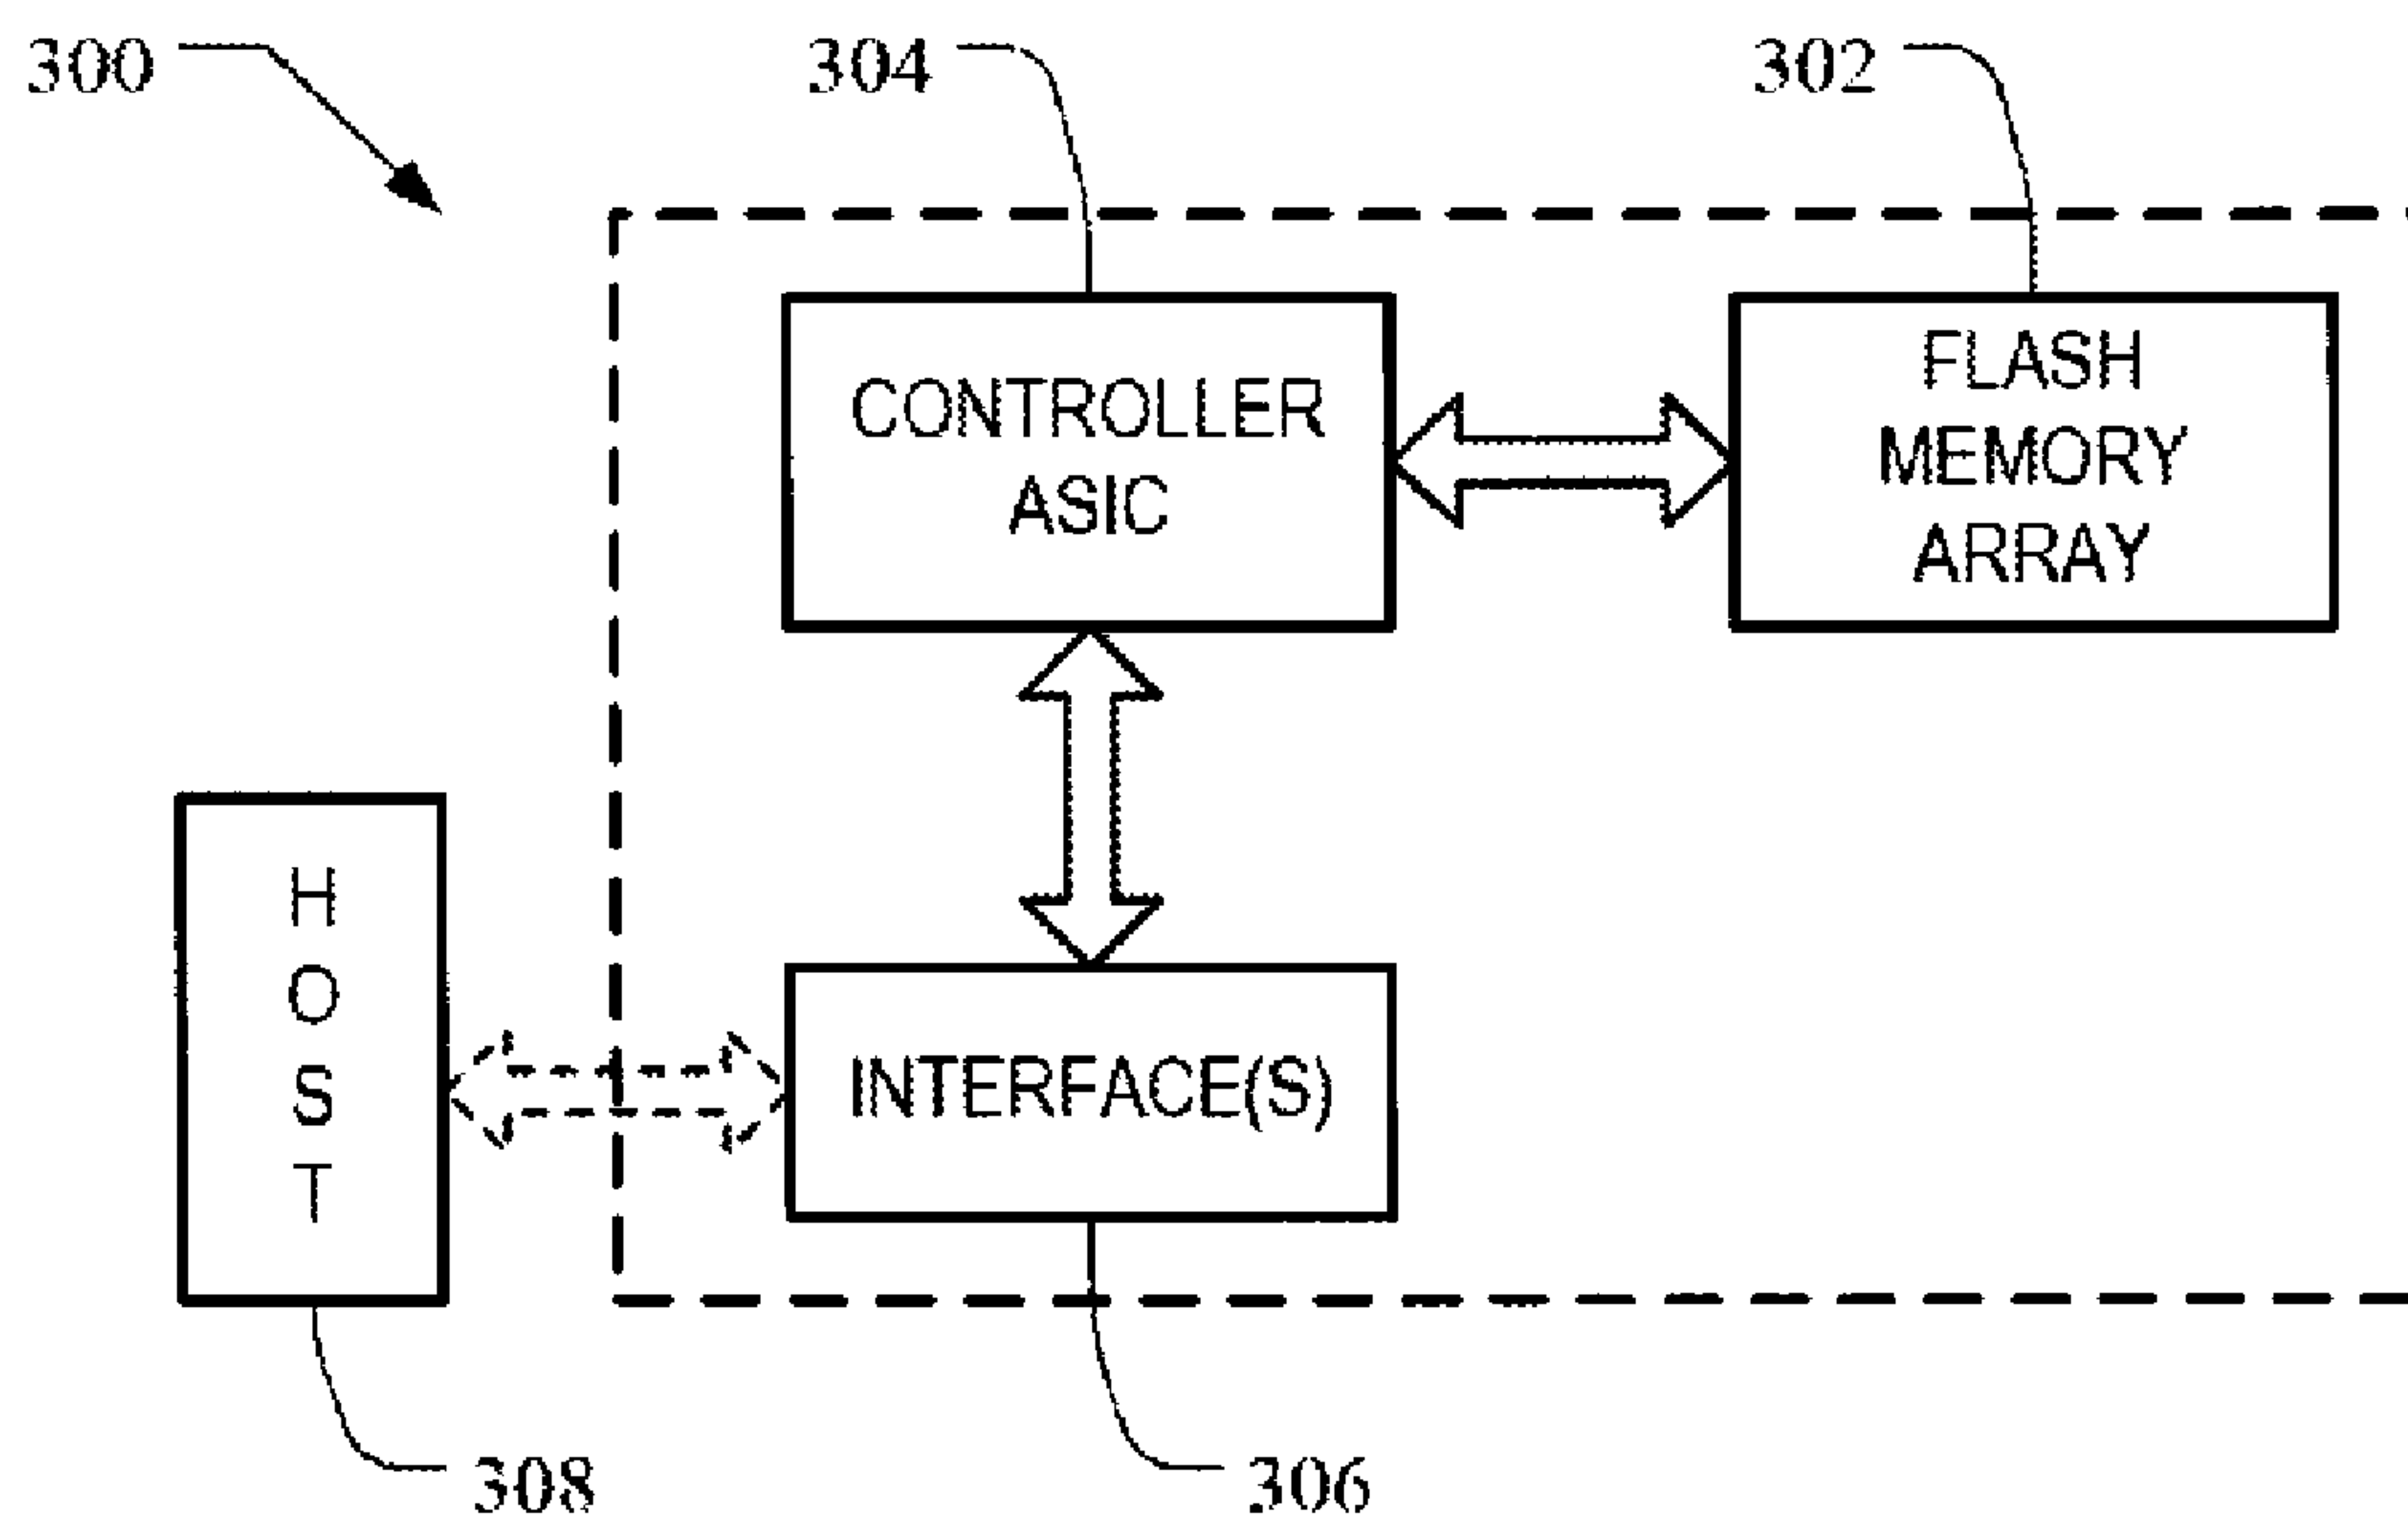 300
304
302
CONTROLLER
ASIC
FLASH
MEMORY
ARRAY
H
O
S
T
INTERFACE(S)
308
306